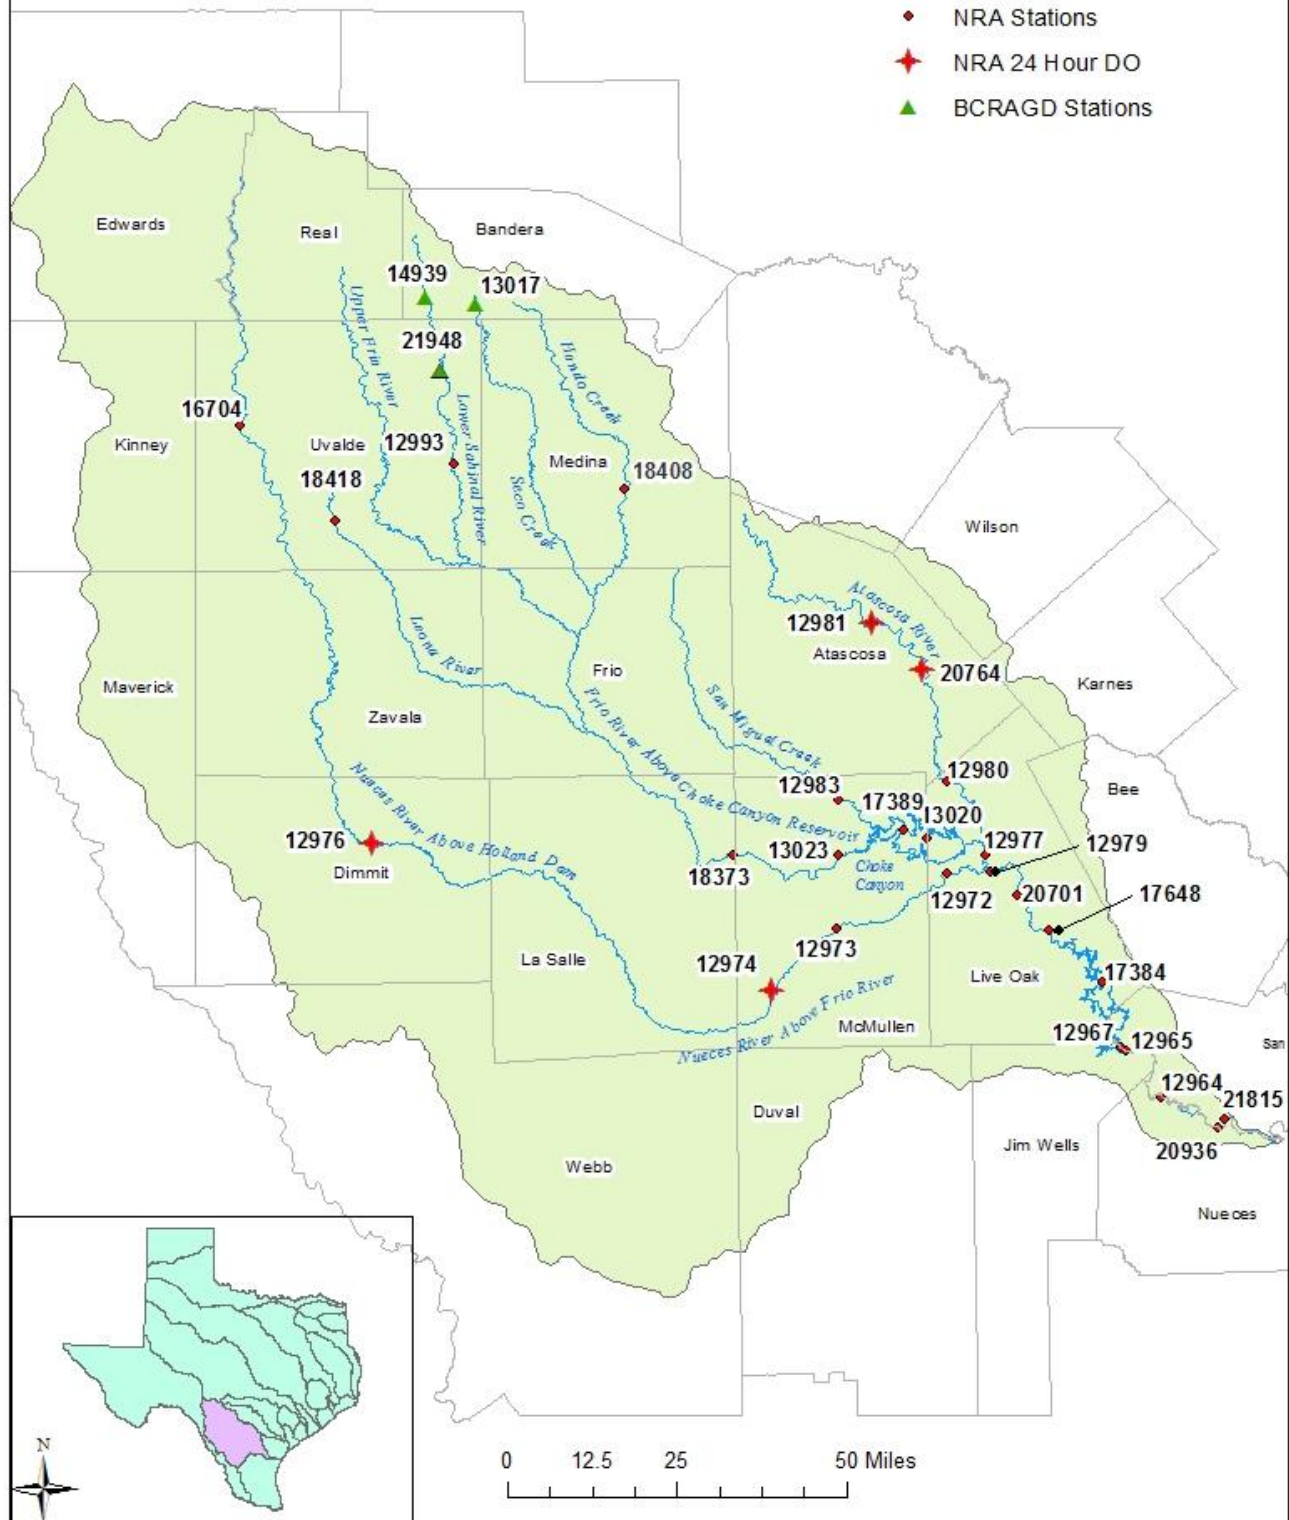 NRA Stations
NRA 24 Hour DO
BCRAGD Stations
Edwards
Real
Bandera
14939
13017
Upper Frio River
21948
Hondo Creek
16704
Kinney
Uvalde
12993
Lower Sabinal River
Medina
18408
18418
Seco Creek
Wilson
Atascosa River
12981
Atascosa
20764
Leona River
Frio
Maverick
Zavala
Karnes
San Miguel Creek
Frio River Above Choke Canyon Reservoir
12980
12983
17389
13020
Bee
Nueces River Above Holland Dam
12976
12977
12979
13023
Dimmit
18373
Choke
Canyon
12972
20701
17648
12973
La Salle
12974
Live Oak
17384
Nueces River Above Frio River
McMullen
12967
12965
San
12964
21815
Duval
Jim Wells
20936
Webb
Nueces
N
0 12.5 25 50 Miles